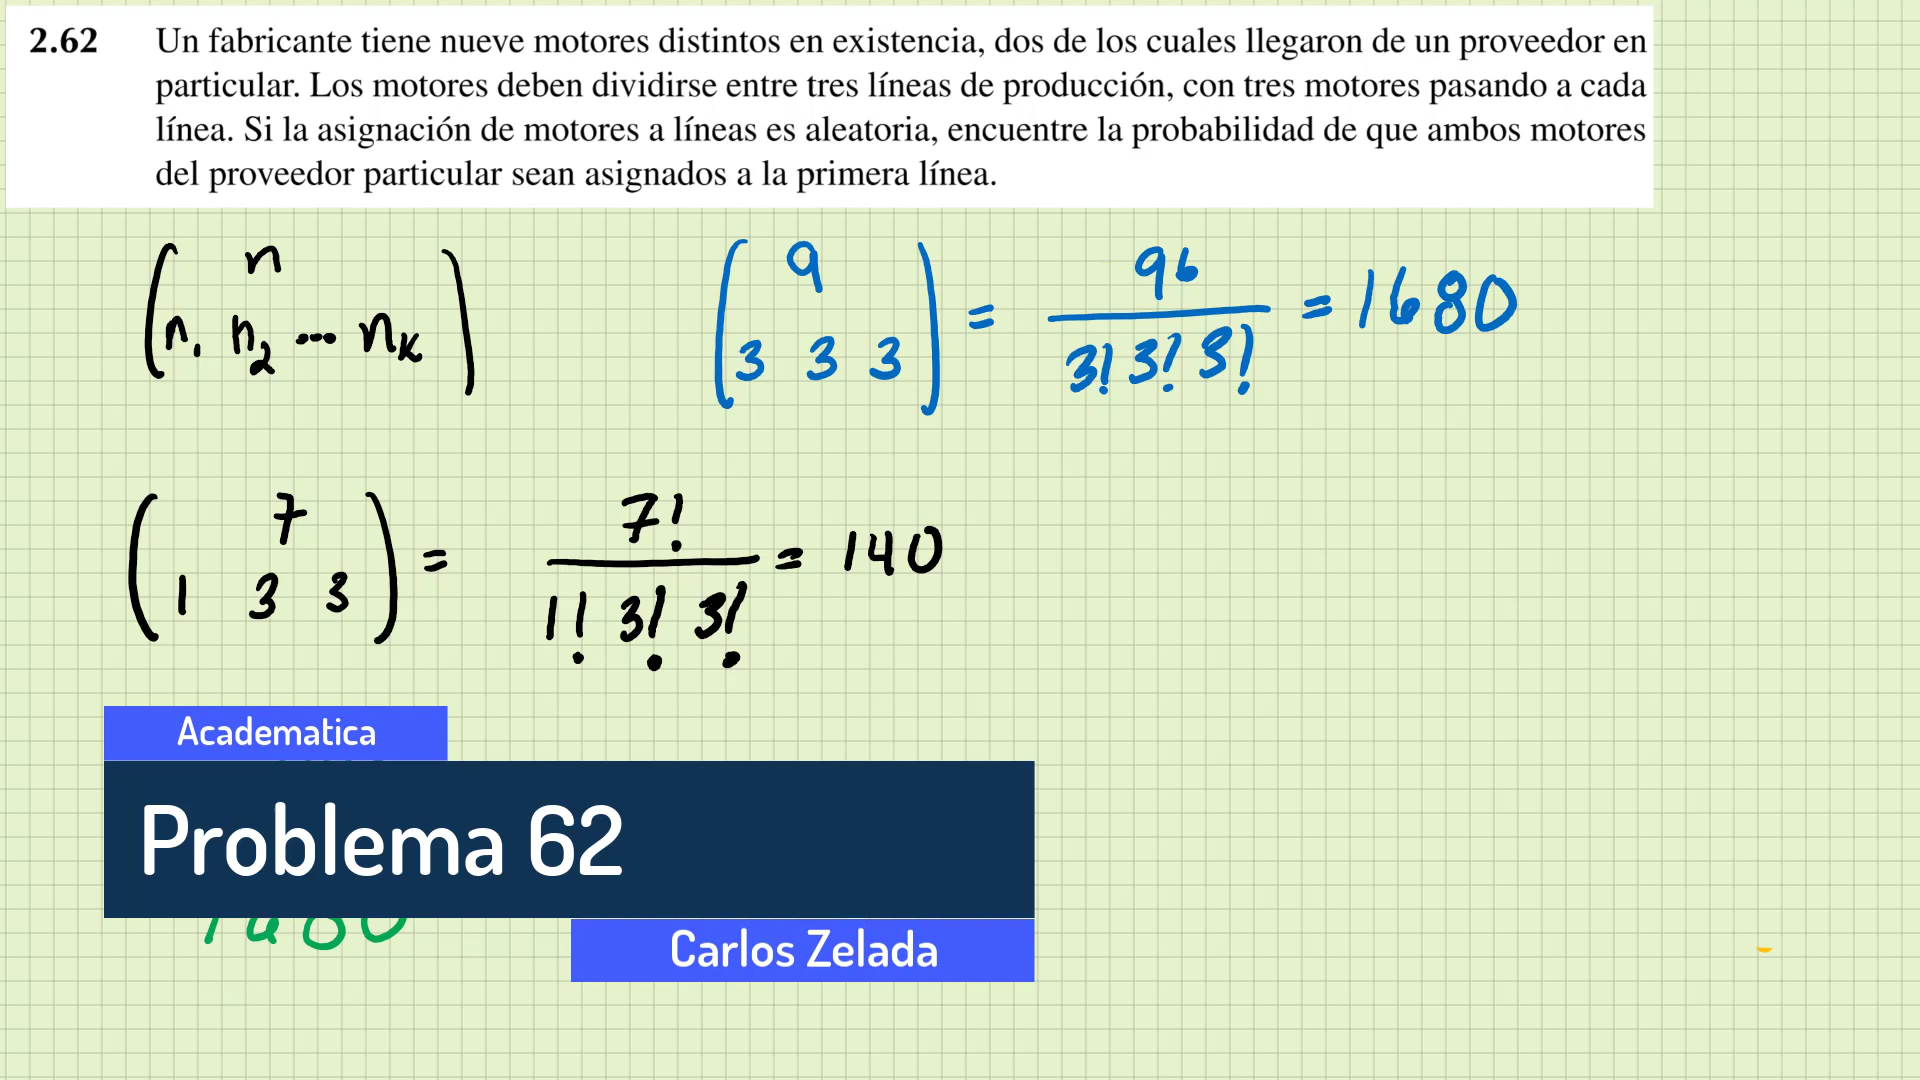 2.62 Un fabricante tiene nueve motores distintos en existencia, dos de los cuales llegaron de un proveedor en
particular. Los motores deben dividirse entre tres líneas de producción, con tres motores pasando a cada
línea. Si la asignación de motores a líneas es aleatoria, encuentre la probabilidad de que ambos motores
del proveedor particular sean asignados a la primera línea.
n
n1 n2 ... nk
9
3 3 3
=
9!
3! 3! 3!
= 1680
7
1 3 3
=
7!
1! 3! 3!
= 140
Academatica
Problema 62
1680
Carlos Zelada